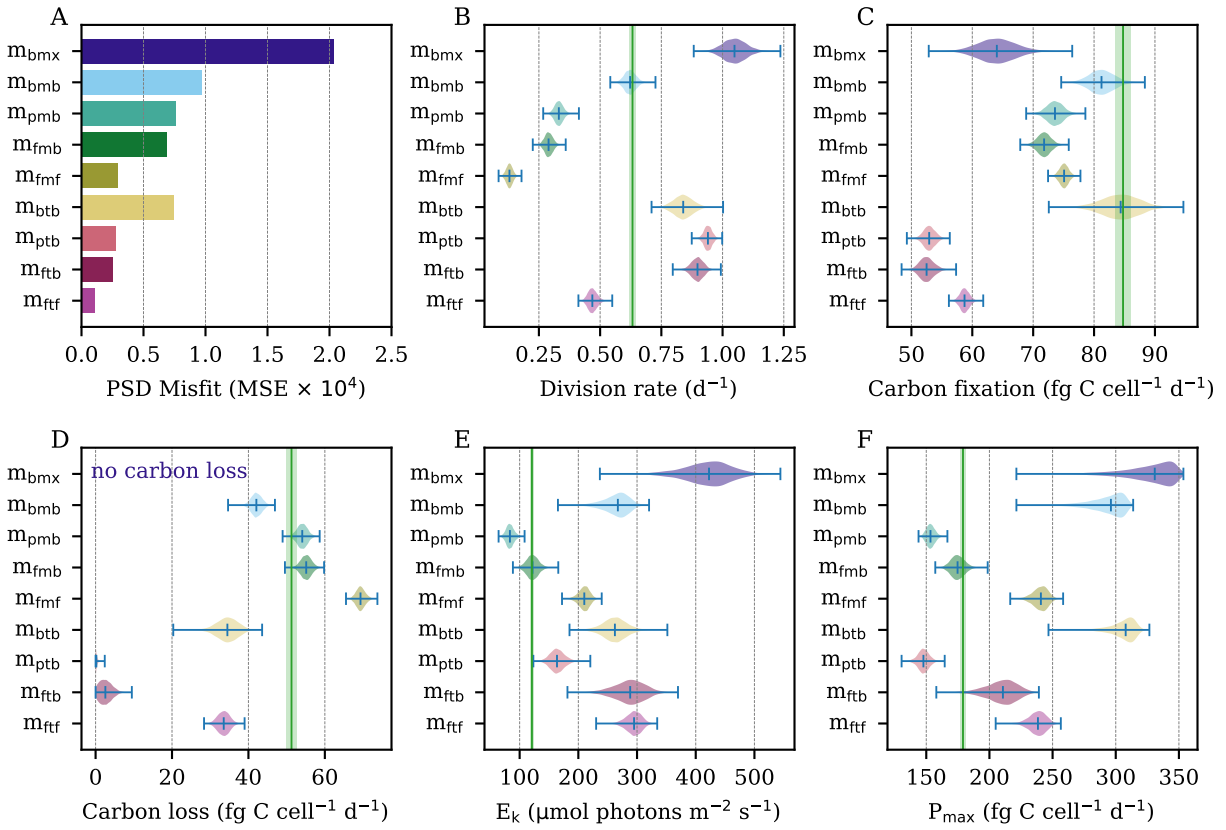 A
m_bmx
m_bmb
m_pmb
m_fmb
m_fmf
m_btb
m_ptb
m_ftb
m_ftf
0.0 0.5 1.0 1.5 2.0 2.5
PSD Misfit (MSE × 10⁴)
B
m_bmx
m_bmb
m_pmb
m_fmb
m_fmf
m_btb
m_ptb
m_ftb
m_ftf
0.25 0.50 0.75 1.00 1.25
Division rate (d⁻¹)
C
m_bmx
m_bmb
m_pmb
m_fmb
m_fmf
m_btb
m_ptb
m_ftb
m_ftf
50 60 70 80 90
Carbon fixation (fg C cell⁻¹ d⁻¹)
D
no carbon loss
m_bmx
m_bmb
m_pmb
m_fmb
m_fmf
m_btb
m_ptb
m_ftb
m_ftf
0 20 40 60
Carbon loss (fg C cell⁻¹ d⁻¹)
E
m_bmx
m_bmb
m_pmb
m_fmb
m_fmf
m_btb
m_ptb
m_ftb
m_ftf
100 200 300 400 500
E_k (µmol photons m⁻² s⁻¹)
F
m_bmx
m_bmb
m_pmb
m_fmb
m_fmf
m_btb
m_ptb
m_ftb
m_ftf
150 200 250 300 350
P_max (fg C cell⁻¹ d⁻¹)